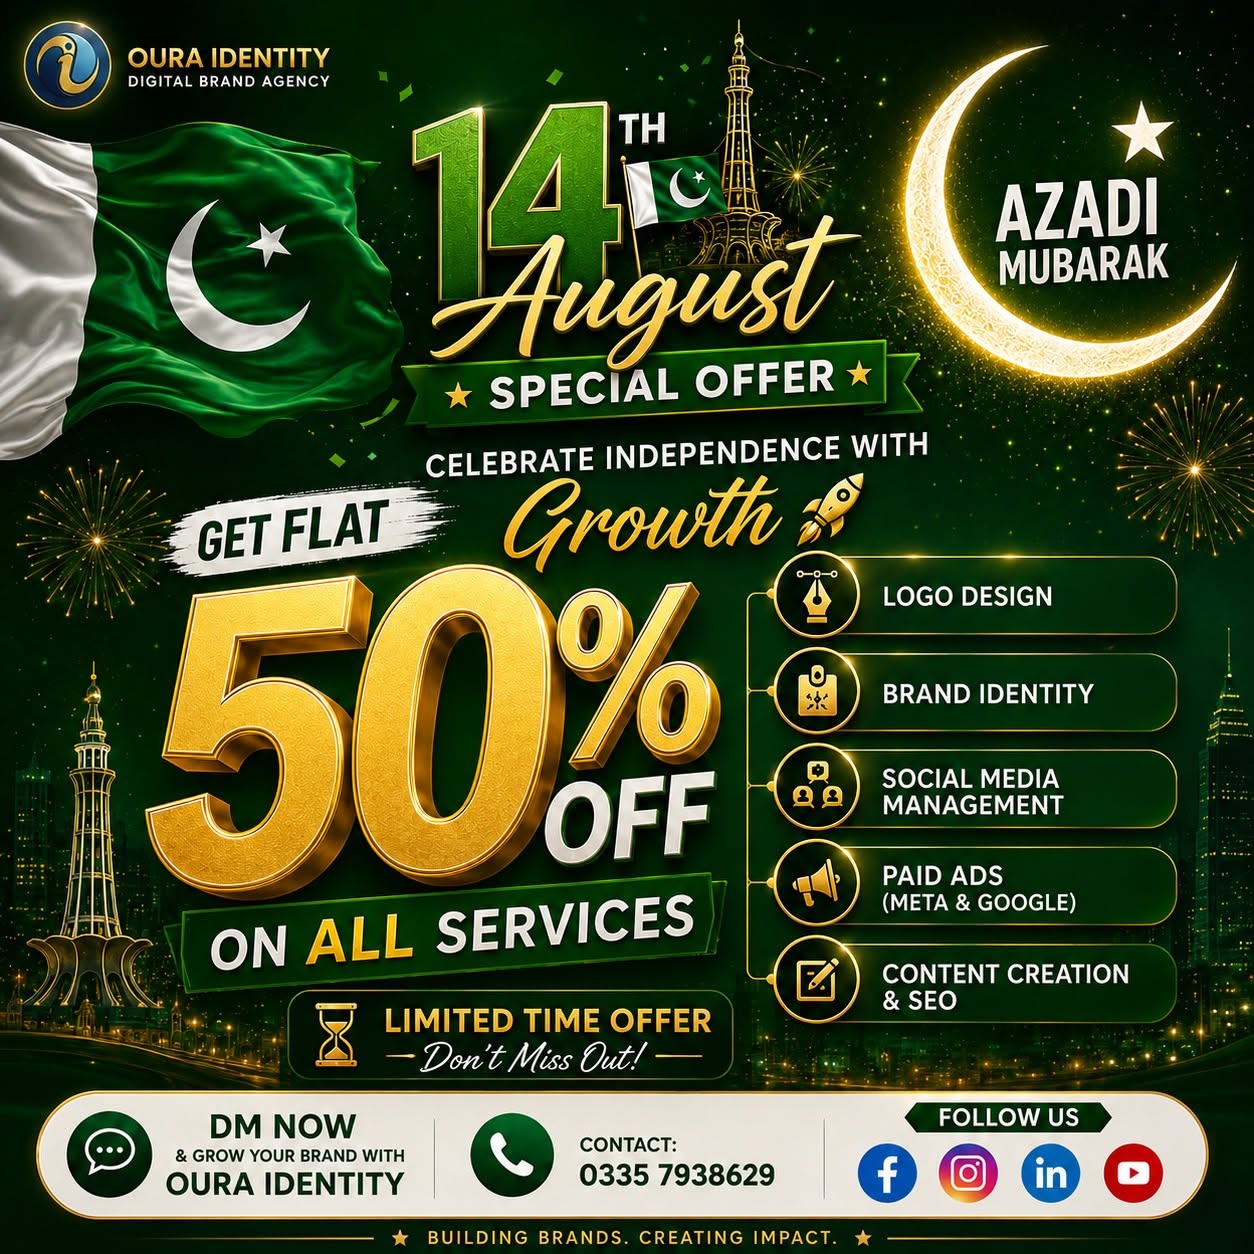 OURA IDENTITY
DIGITAL BRAND AGENCY
14TH
August
SPECIAL OFFER
AZADI
MUBARAK
CELEBRATE INDEPENDENCE WITH
Growth
GET FLAT
50%
OFF
ON ALL SERVICES
LIMITED TIME OFFER
Don't Miss Out!
LOGO DESIGN
BRAND IDENTITY
SOCIAL MEDIA
MANAGEMENT
PAID ADS
(META & GOOGLE)
CONTENT CREATION
& SEO
DM NOW
& GROW YOUR BRAND WITH
OURA IDENTITY
CONTACT:
0335 7938629
FOLLOW US
BUILDING BRANDS. CREATING IMPACT.